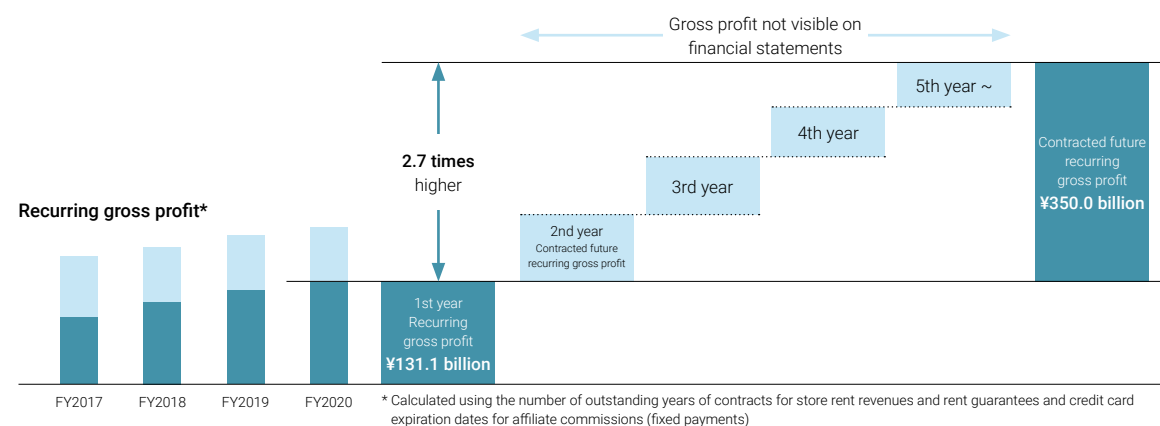 Gross profit not visible on
financial statements
5th year ~
4th year
3rd year
2nd year
Contracted future
recurring gross profit
2.7 times
higher
Contracted future
recurring
gross profit
¥350.0 billion
Recurring gross profit*
1st year
Recurring
gross profit
¥131.1 billion
FY2017
FY2018
FY2019
FY2020
* Calculated using the number of outstanding years of contracts for store rent revenues and rent guarantees and credit card
expiration dates for affiliate commissions (fixed payments)